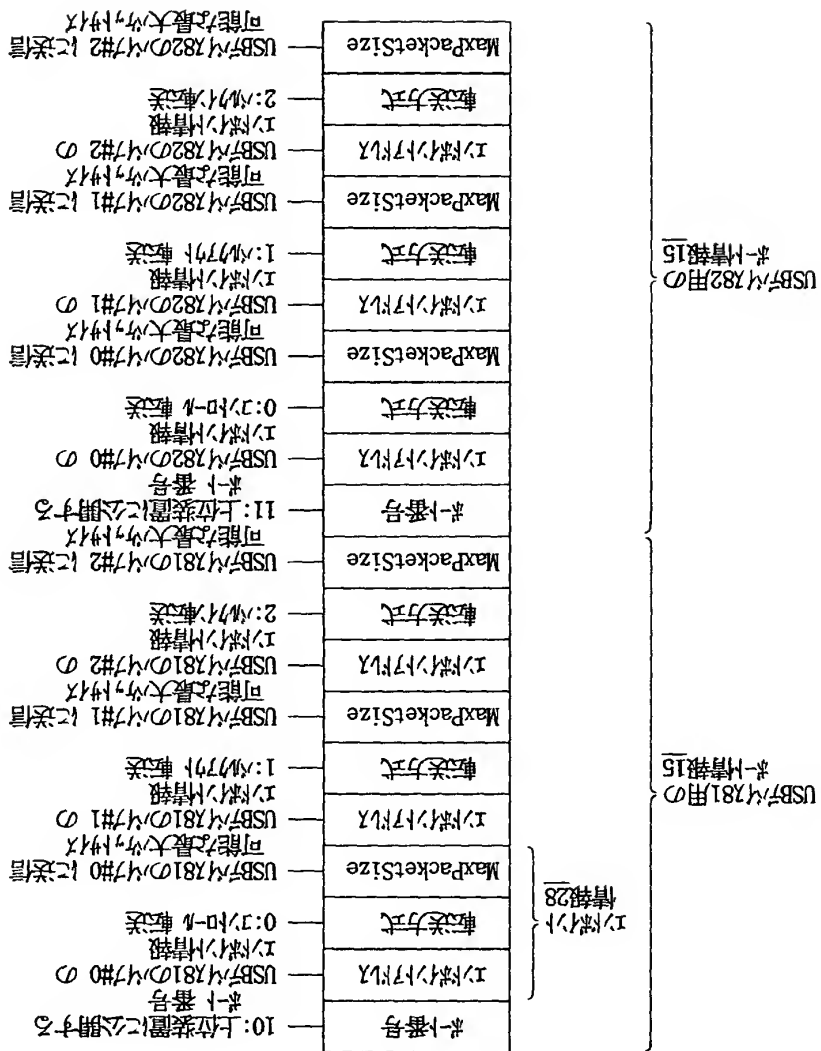 USBデバイス81用の
ポート情報15
エンドポイント
情報28
ポート番号
10:上位装置に公開する
ポート 番号
エンドポイントアドレス
USBデバイス81のパイプ#0 の
エンドポイント情報
転送方式
0:コントロール 転送
MaxPacketSize
USBデバイス81のパイプ#0 に送信
可能な最大パケットサイズ
エンドポイントアドレス
USBデバイス81のパイプ#1 の
エンドポイント情報
転送方式
1:バルクアウト 転送
MaxPacketSize
USBデバイス81のパイプ#1 に送信
可能な最大パケットサイズ
エンドポイントアドレス
USBデバイス81のパイプ#2 の
エンドポイント情報
転送方式
2:バルクイン転送
MaxPacketSize
USBデバイス81のパイプ#2 に送信
可能な最大パケットサイズ
USBデバイス82用の
ポート情報15
ポート番号
11:上位装置に公開する
ポート 番号
エンドポイントアドレス
USBデバイス82のパイプ#0 の
エンドポイント情報
転送方式
0:コントロール 転送
MaxPacketSize
USBデバイス82のパイプ#0 に送信
可能な最大パケットサイズ
エンドポイントアドレス
USBデバイス82のパイプ#1 の
エンドポイント情報
転送方式
1:バルクアウト 転送
MaxPacketSize
USBデバイス82のパイプ#1 に送信
可能な最大パケットサイズ
エンドポイントアドレス
USBデバイス82のパイプ#2 の
エンドポイント情報
転送方式
2:バルクイン転送
MaxPacketSize
USBデバイス82のパイプ#2 に送信
可能な最大パケットサイズ